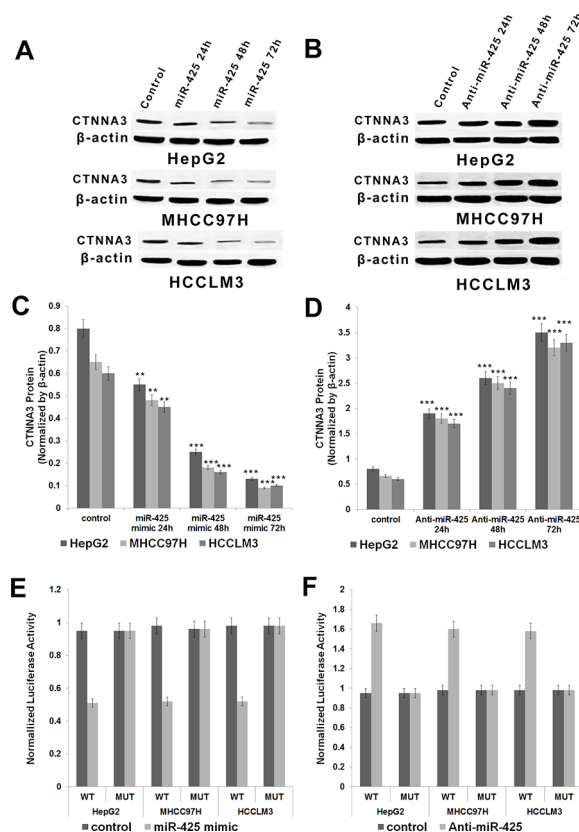 A
Control
miR-425 24h
miR-425 48h
miR-425 72h
CTNNA3
β-actin
HepG2
CTNNA3
β-actin
MHCC97H
CTNNA3
β-actin
HCCLM3
B
Control
Anti-miR-425 24h
Anti-miR-425 48h
Anti-miR-425 72h
CTNNA3
β-actin
HepG2
CTNNA3
β-actin
MHCC97H
CTNNA3
β-actin
HCCLM3
C
CTNNA3 Protein
(Normalized by β-actin)
0.9
0.8
0.7
0.6
0.5
0.4
0.3
0.2
0.1
0
** ** **
*** *** ***
*** *** ***
control
miR-425 mimic 24h
miR-425 mimic 48h
miR-425 mimic 72h
HepG2 MHCC97H HCCLM3
D
CTNNA3 Protein
(Normalized by β-actin)
4
3.5
3
2.5
2
1.5
1
0.5
0
*** *** ***
*** *** ***
*** *** ***
control
Anti-miR-425 24h
Anti-miR-425 48h
Anti-miR-425 72h
HepG2 MHCC97H HCCLM3
E
Normallized Luciferase Activity
1.2
1
0.8
0.6
0.4
0.2
0
WT MUT WT MUT WT MUT
HepG2 MHCC97H HCCLM3
control miR-425 mimic
F
Normallized Luciferase Activity
2
1.8
1.6
1.4
1.2
1
0.8
0.6
0.4
0.2
0
WT MUT WT MUT WT MUT
HepG2 MHCC97H HCCLM3
control Anti-miR-425